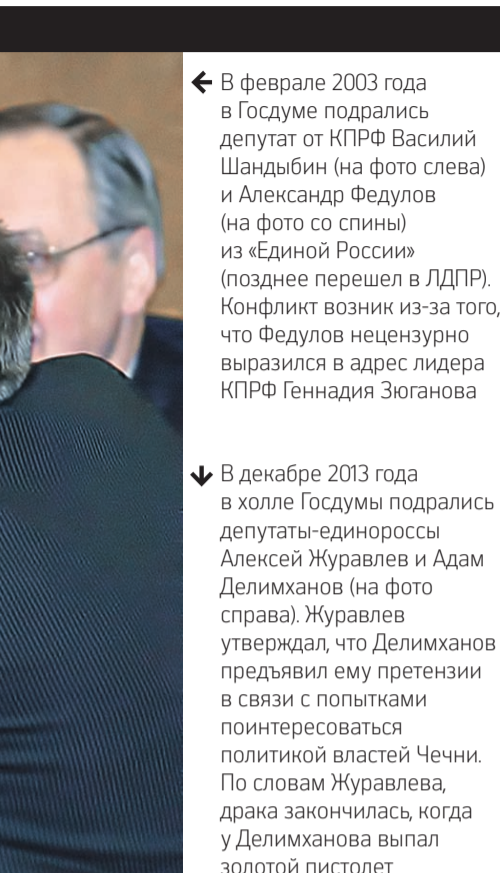 ← В феврале 2003 года
в Госдуме подрались
депутат от КПРФ Василий
Шандыбин (на фото слева)
и Александр Федулов
(на фото со спины)
из «Единой России»
(позднее перешел в ЛДПР).
Конфликт возник из-за того,
что Федулов нецензурно
выразился в адрес лидера
КПРФ Геннадия Зюганова
↓ В декабре 2013 года
в холле Госдумы подрались
депутаты-единороссы
Алексей Журавлев и Адам
Делимханов (на фото
справа). Журавлев
утверждал, что Делимханов
предъявил ему претензии
в связи с попытками
поинтересоваться
политикой властей Чечни.
По словам Журавлева,
драка закончилась, когда
у Делимханова выпал
золотой пистолет